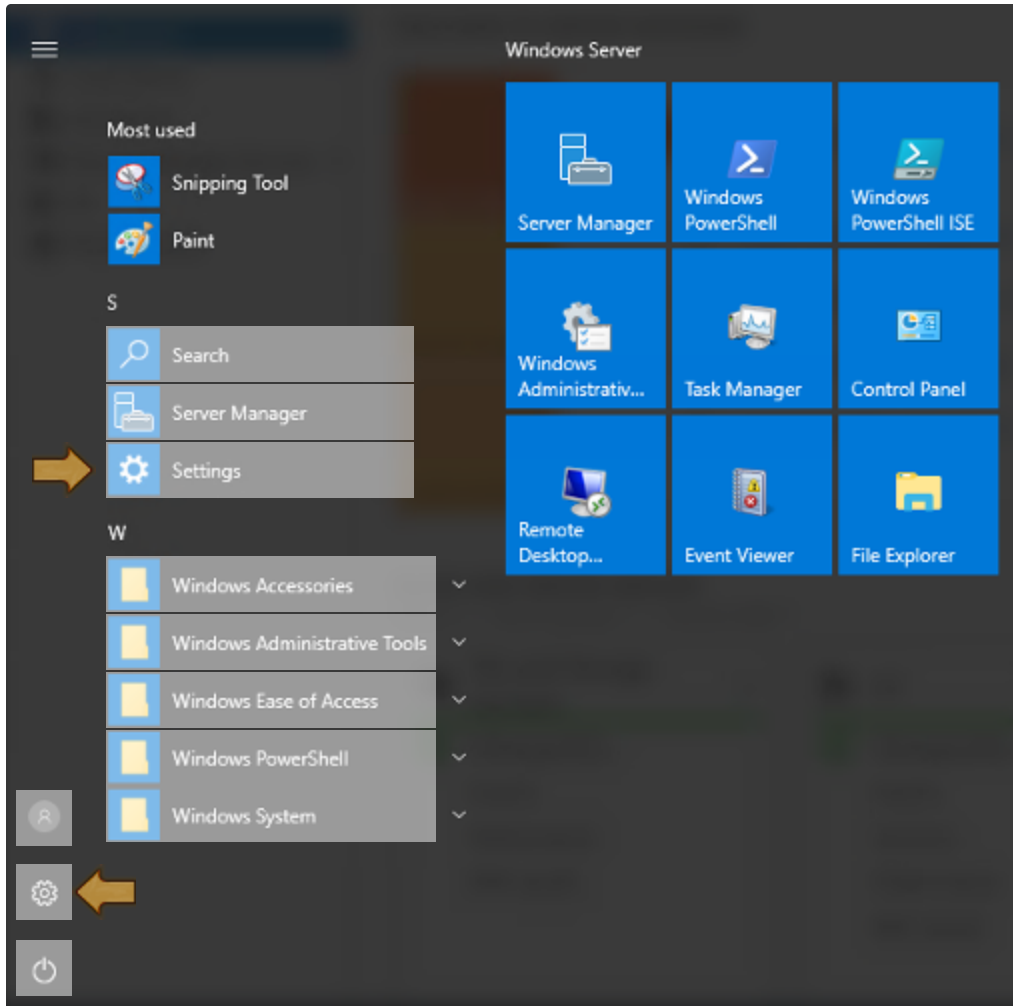 Most used
Snipping Tool
Paint
S
Search
Server Manager
Settings
W
Windows Accessories
Windows Administrative Tools
Windows Ease of Access
Windows PowerShell
Windows System
Windows Server
Server Manager
Windows
PowerShell
Windows
PowerShell ISE
Windows
Administrativ...
Task Manager
Control Panel
Remote
Desktop...
Event Viewer
File Explorer